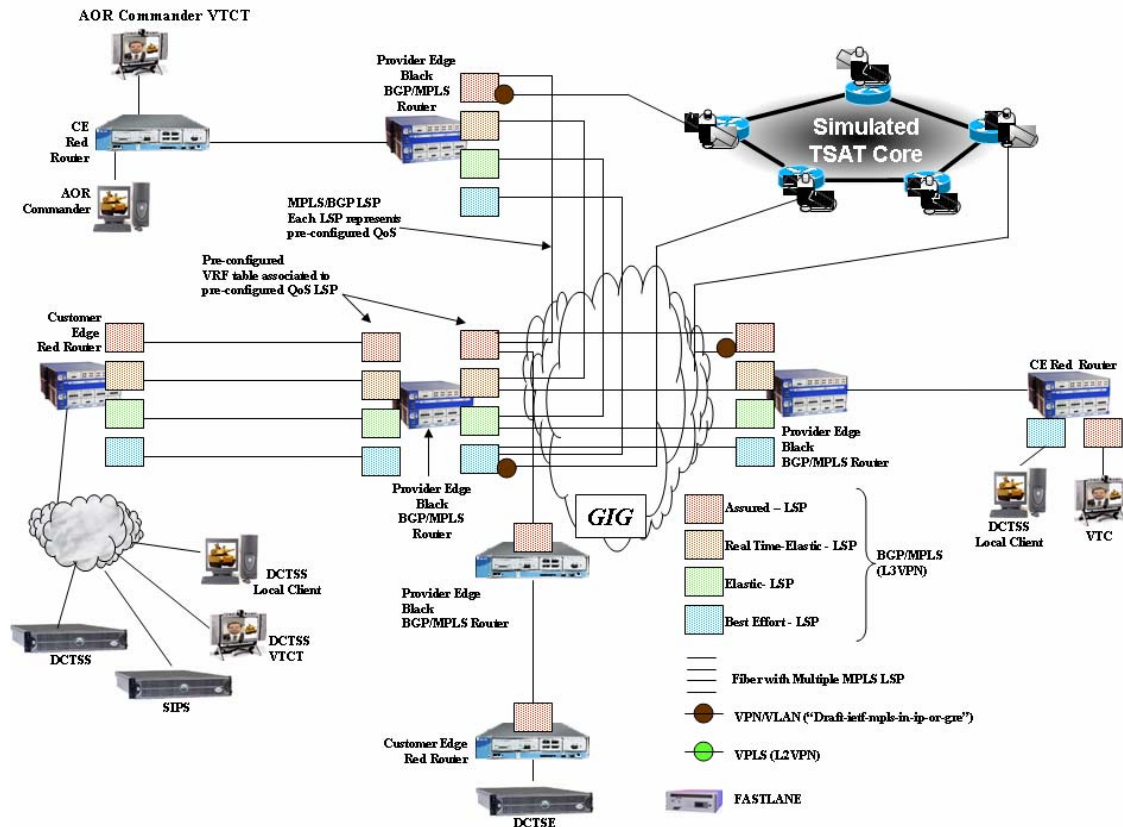 AOR Commander VTCT
CE
Red
Router
AOR
Commander
Provider Edge
Black
BGP/MPLS
Router
Simulated
TSAT Core
MPLS/BGP LSP
Each LSP represents
pre-configured QoS
Pre-configured
VRF table associated to
pre-configured QoS LSP
Customer
Edge
Red Router
Provider Edge
Black
BGP/MPLS
Router
CE Red Router
Provider Edge
Black
BGP/MPLS Router
DCTSS
Local Client
VTC
GIG
Provider Edge
Black
BGP/MPLS Router
DCTSS
Local Client
DCTSS
VTCT
DCTSS
SIPS
Customer Edge
Red Router
DCTSE
Assured – LSP
Real Time-Elastic - LSP
Elastic- LSP
Best Effort - LSP
BGP/MPLS
(L3VPN)
Fiber with Multiple MPLS LSP
VPN/VLAN (“Draft-ietf-mpls-in-ip-or-gre”)
VPLS (L2VPN)
FASTLANE